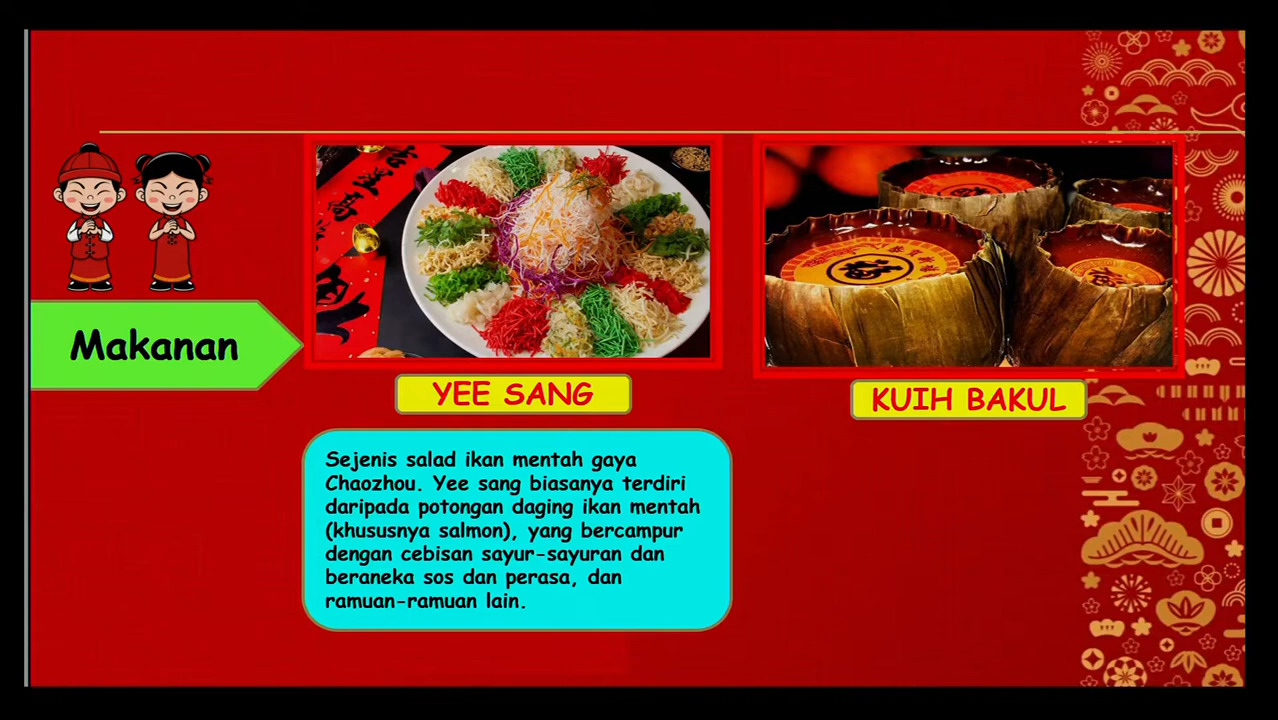 Makanan
YEE SANG
KUIH BAKUL
Sejenis salad ikan mentah gaya
Chaozhou. Yee sang biasanya terdiri
daripada potongan daging ikan mentah
(khususnya salmon), yang bercampur
dengan cebisan sayur-sayuran dan
beraneka sos dan perasa, dan
ramuan-ramuan lain.